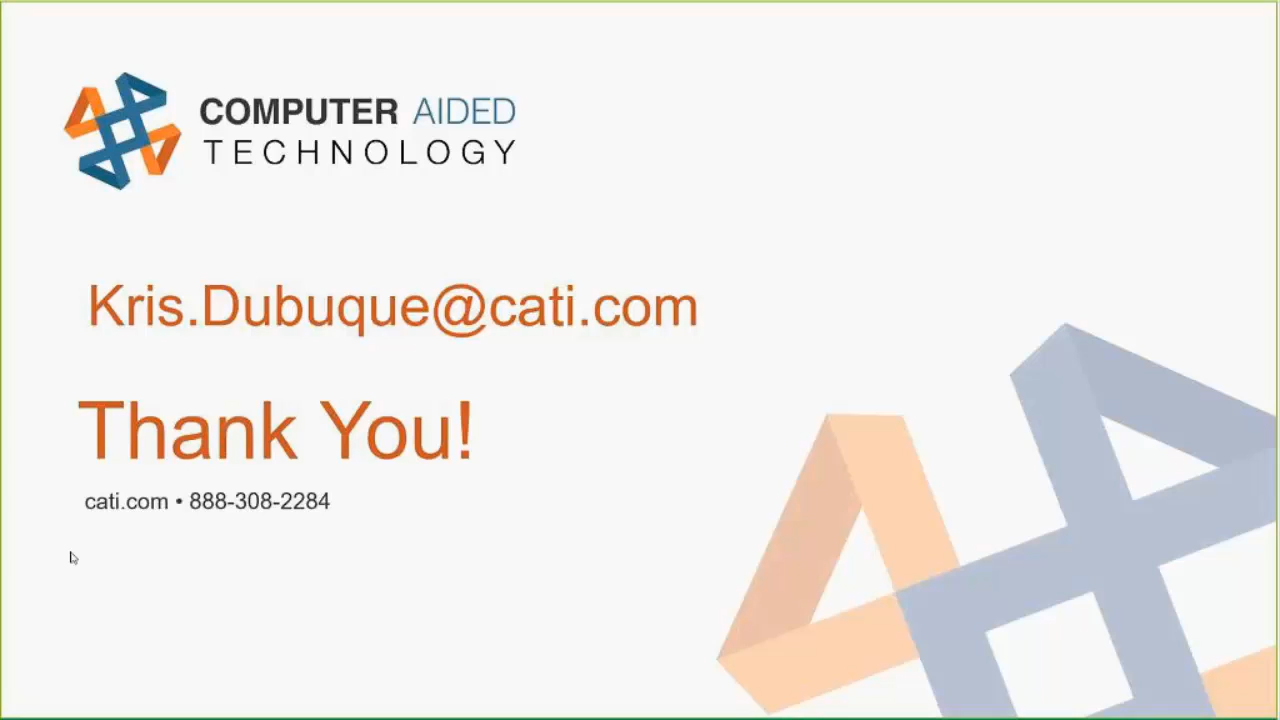 COMPUTER AIDED
TECHNOLOGY
Kris.Dubuque@cati.com
Thank You!
cati.com • 888-308-2284